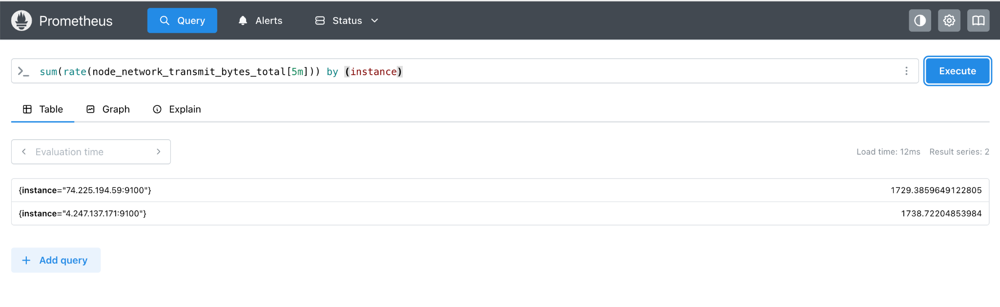 Prometheus Query Alerts Status
sum(rate(node_network_transmit_bytes_total[5m])) by (instance) Execute
Table Graph Explain
Evaluation time Load time: 12ms Result series: 2
{instance="74.225.194.59:9100"} 1729.3859649122805
{instance="4.247.137.171:9100"} 1738.72204853984
+ Add query